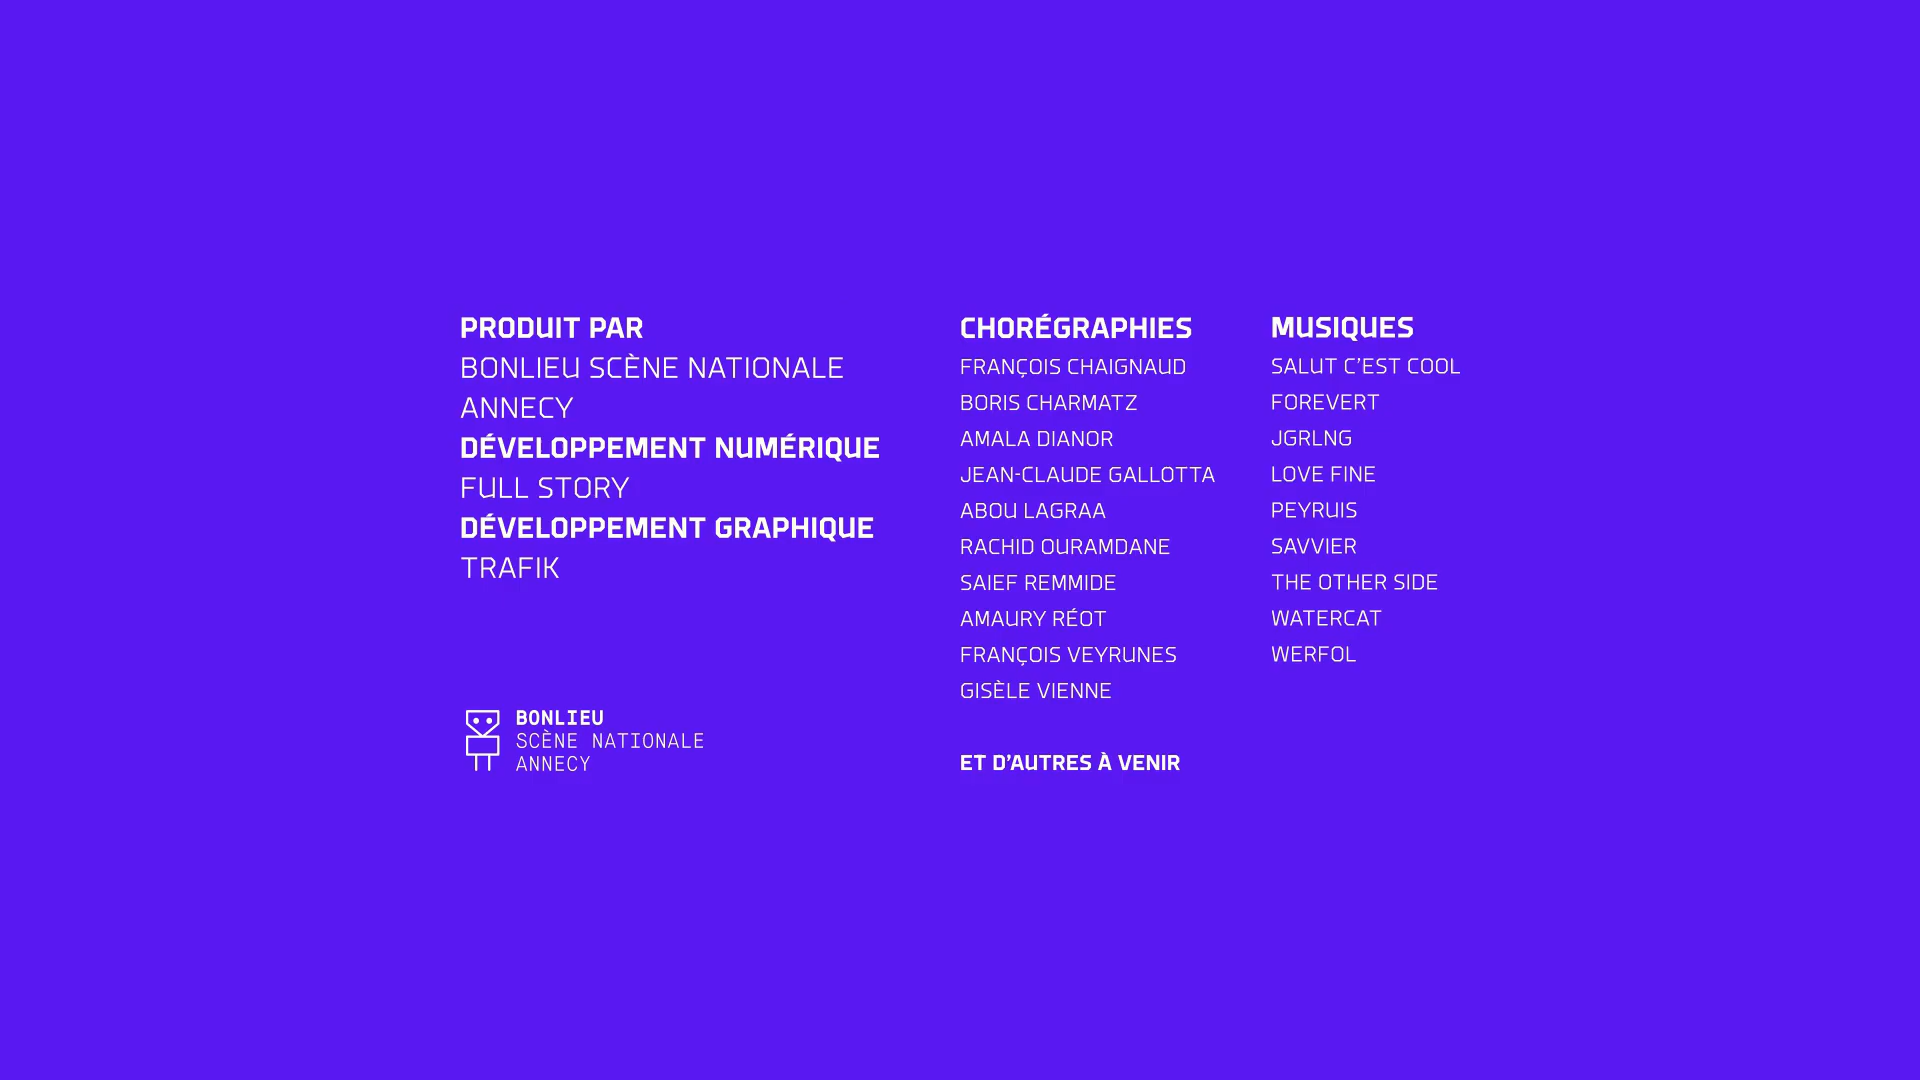 PRODUIT PAR
BONLIEU SCÈNE NATIONALE
ANNECY
DÉVELOPPEMENT NUMÉRIQUE
FULL STORY
DÉVELOPPEMENT GRAPHIQUE
TRAFIK
BONLIEU
SCÈNE NATIONALE
ANNECY
CHORÉGRAPHIES
FRANÇOIS CHAIGNAUD
BORIS CHARMATZ
AMALA DIANOR
JEAN-CLAUDE GALLOTTA
ABOU LAGRAA
RACHID OURAMDANE
SAIEF REMMIDE
AMAURY RÉOT
FRANÇOIS VEYRUNES
GISÈLE VIENNE
ET D’AUTRES À VENIR
MUSIQUES
SALUT C’EST COOL
FOREVERT
JGRLNG
LOVE FINE
PEYRUIS
SAVVIER
THE OTHER SIDE
WATERCAT
WERFOL